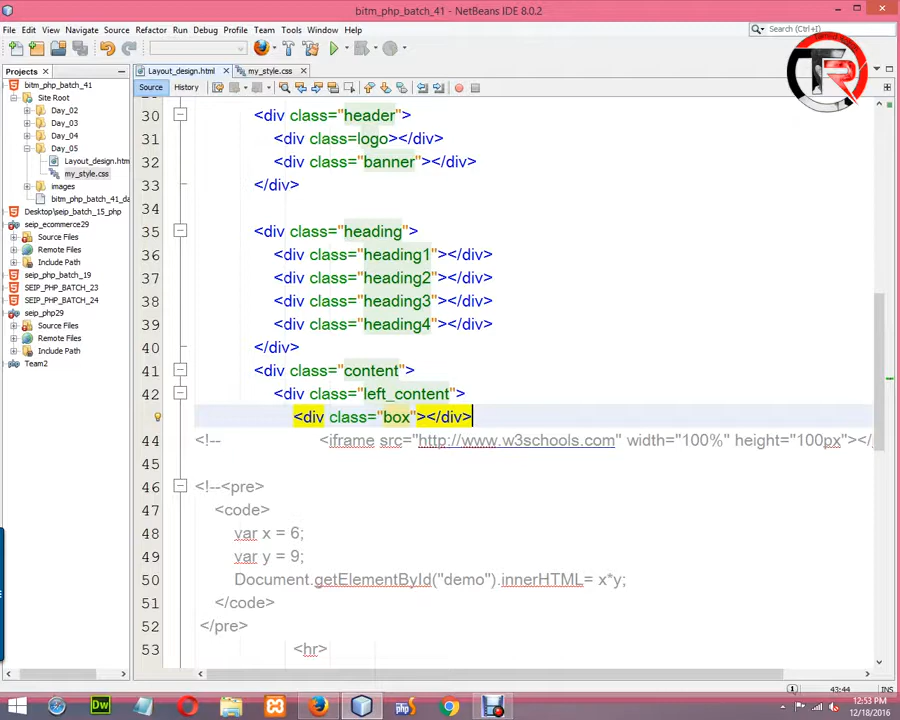 bitm_php_batch_41 - NetBeans IDE 8.0.2
File Edit View Navigate Source Refactor Run Debug Profile Team Tools Window Help
Search (Ctrl+I)
Projects
Layout_design.html
my_style.css
bitm_php_batch_41
Source History
Site Root
Day_02
Day_03
Day_04
Day_05
Layout_design.htm
my_style.css
images
bitm_php_batch_41_da
Desktop\seip_batch_15_php
seip_ecommerce29
Source Files
Remote Files
Include Path
seip_php_batch_19
SEIP_PHP_BATCH_23
SEIP_PHP_BATCH_24
seip_php29
Source Files
Remote Files
Include Path
Team2
30 <div class="header">
31 <div class=logo></div>
32 <div class="banner"></div>
33 </div>
34
35 <div class="heading">
36 <div class="heading1"></div>
37 <div class="heading2"></div>
38 <div class="heading3"></div>
39 <div class="heading4"></div>
40 </div>
41 <div class="content">
42 <div class="left_content">
<div class="box"></div>
44 <!-- <iframe src="http://www.w3schools.com" width="100%" height="100px"></
45
46 <!--<pre>
47 <code>
48 var x = 6;
49 var y = 9;
50 Document.getElementById("demo").innerHTML= x*y;
51 </code>
52 </pre>
53 <hr>
1 43:44 INS
Dw
php
12:53 PM
12/18/2016